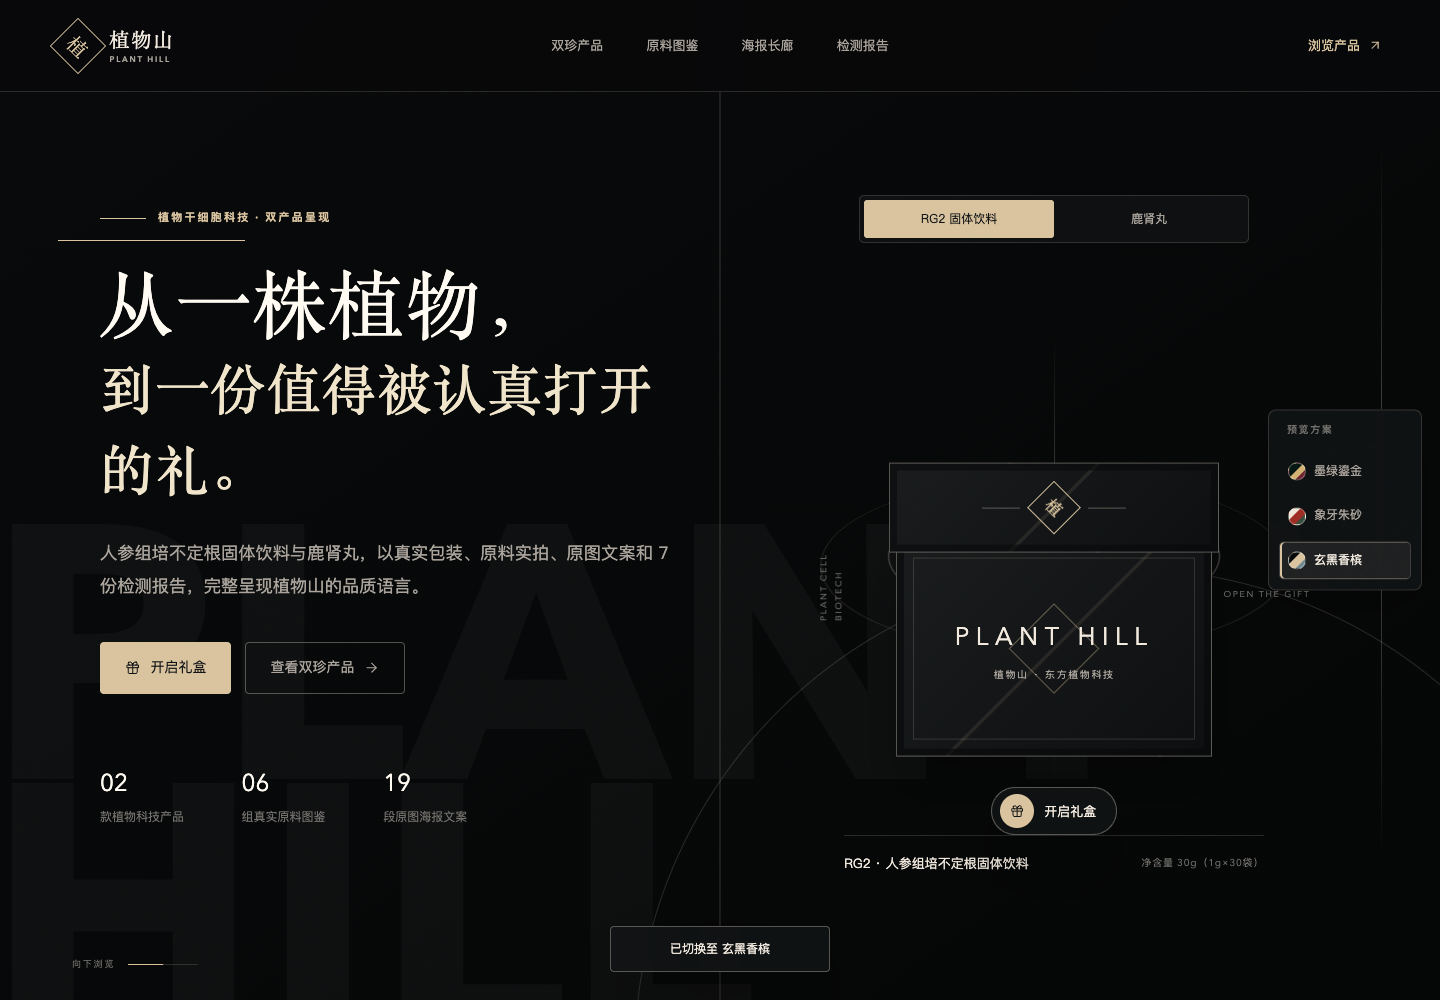 植
植物山
PLANT HILL
双珍产品
原料图鉴
海报长廊
检测报告
浏览产品
植物干细胞科技 · 双产品呈现
从一株植物，
到一份值得被认真打开
的礼。
人参组培不定根固体饮料与鹿肾丸，以真实包装、原料实拍、原图文案和 7
份检测报告，完整呈现植物山的品质语言。
开启礼盒
查看双珍产品
02
06
19
款植物科技产品
组真实原料图鉴
段原图海报文案
向下浏览
PLANT
HILL
RG2 固体饮料
鹿肾丸
植
PLANT CELL
BIOTECH
PLANT HILL
植物山 · 东方植物科技
OPEN THE GIFT
开启礼盒
RG2 · 人参组培不定根固体饮料
净含量 30g（1g×30袋）
预览方案
墨绿鎏金
象牙朱砂
玄黑香槟
已切换至 玄黑香槟